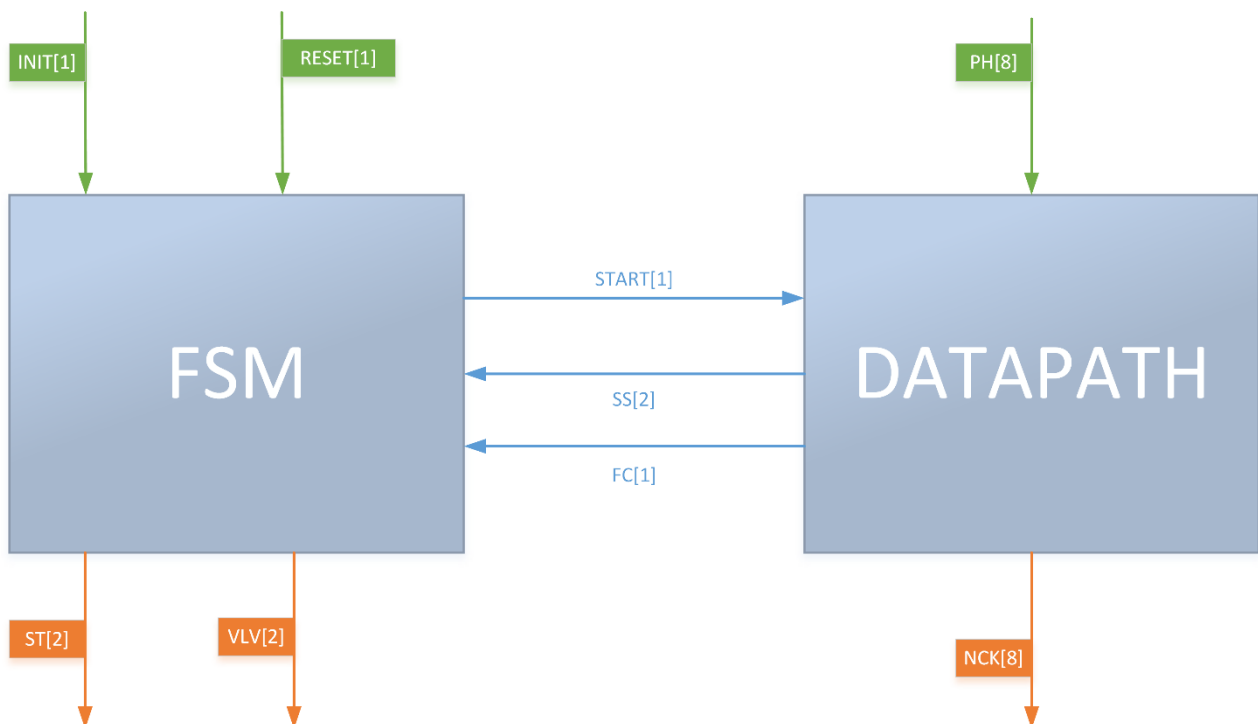 INIT[1]
RESET[1]
PH[8]
START[1]
FSM
DATAPATH
SS[2]
FC[1]
ST[2]
VLV[2]
NCK[8]